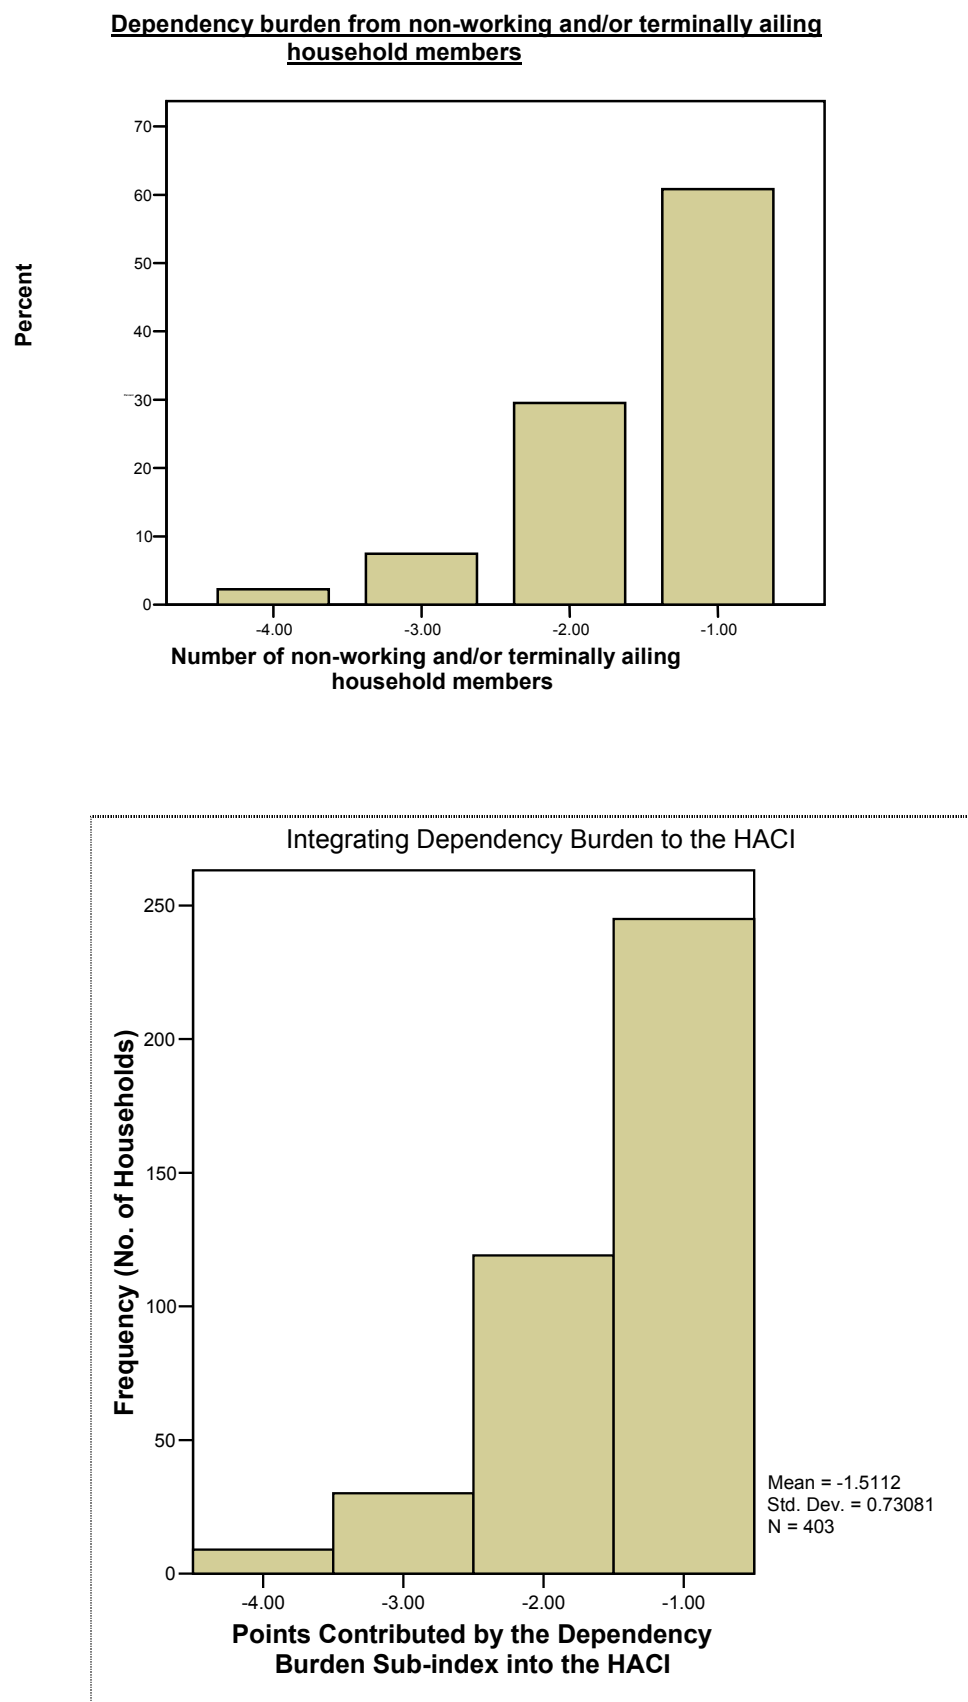 Dependency burden from non-working and/or terminally ailing
household members
Percent
70
60
50
40
30
20
10
0
-4.00
-3.00
-2.00
-1.00
Number of non-working and/or terminally ailing
household members
Integrating Dependency Burden to the HACI
Frequency (No. of Households)
250
200
150
100
50
0
Mean = -1.5112
Std. Dev. = 0.73081
N = 403
-4.00
-3.00
-2.00
-1.00
Points Contributed by the Dependency
Burden Sub-index into the HACI